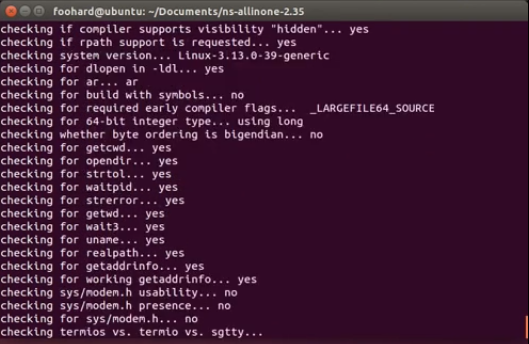 foohard@ubuntu: ~/Documents/ns-allinone-2.35
checking if compiler supports visibility "hidden"... yes
checking if rpath support is requested... yes
checking system version... Linux-3.13.0-39-generic
checking for dlopen in -ldl... yes
checking for ar... ar
checking for build with symbols... no
checking for required early compiler flags...  _LARGEFILE64_SOURCE
checking for 64-bit integer type... using long
checking whether byte ordering is bigendian... no
checking for getcwd... yes
checking for opendir... yes
checking for strtol... yes
checking for waitpid... yes
checking for strerror... yes
checking for getwd... yes
checking for wait3... yes
checking for uname... yes
checking for realpath... yes
checking for getaddrinfo... yes
checking for working getaddrinfo... yes
checking sys/modem.h usability... no
checking sys/modem.h presence... no
checking for sys/modem.h... no
checking termios vs. termio vs. sgtty...